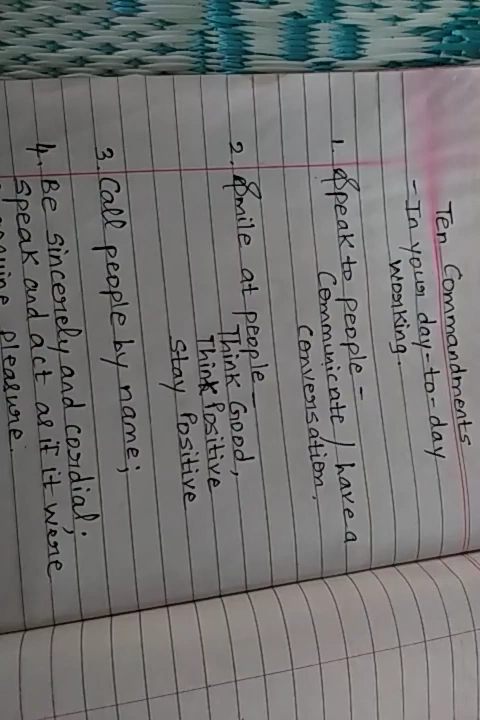 Ten Commandments
- In your day-to-day
working.
1. Speak to people -
Communicate / have a
conversation,
2. Smile at people -
Think Good,
Think Positive
Stay Positive
3. Call people by name;
4. Be sincerely and cordial;
speak and act as if it were
genuine pleasure.